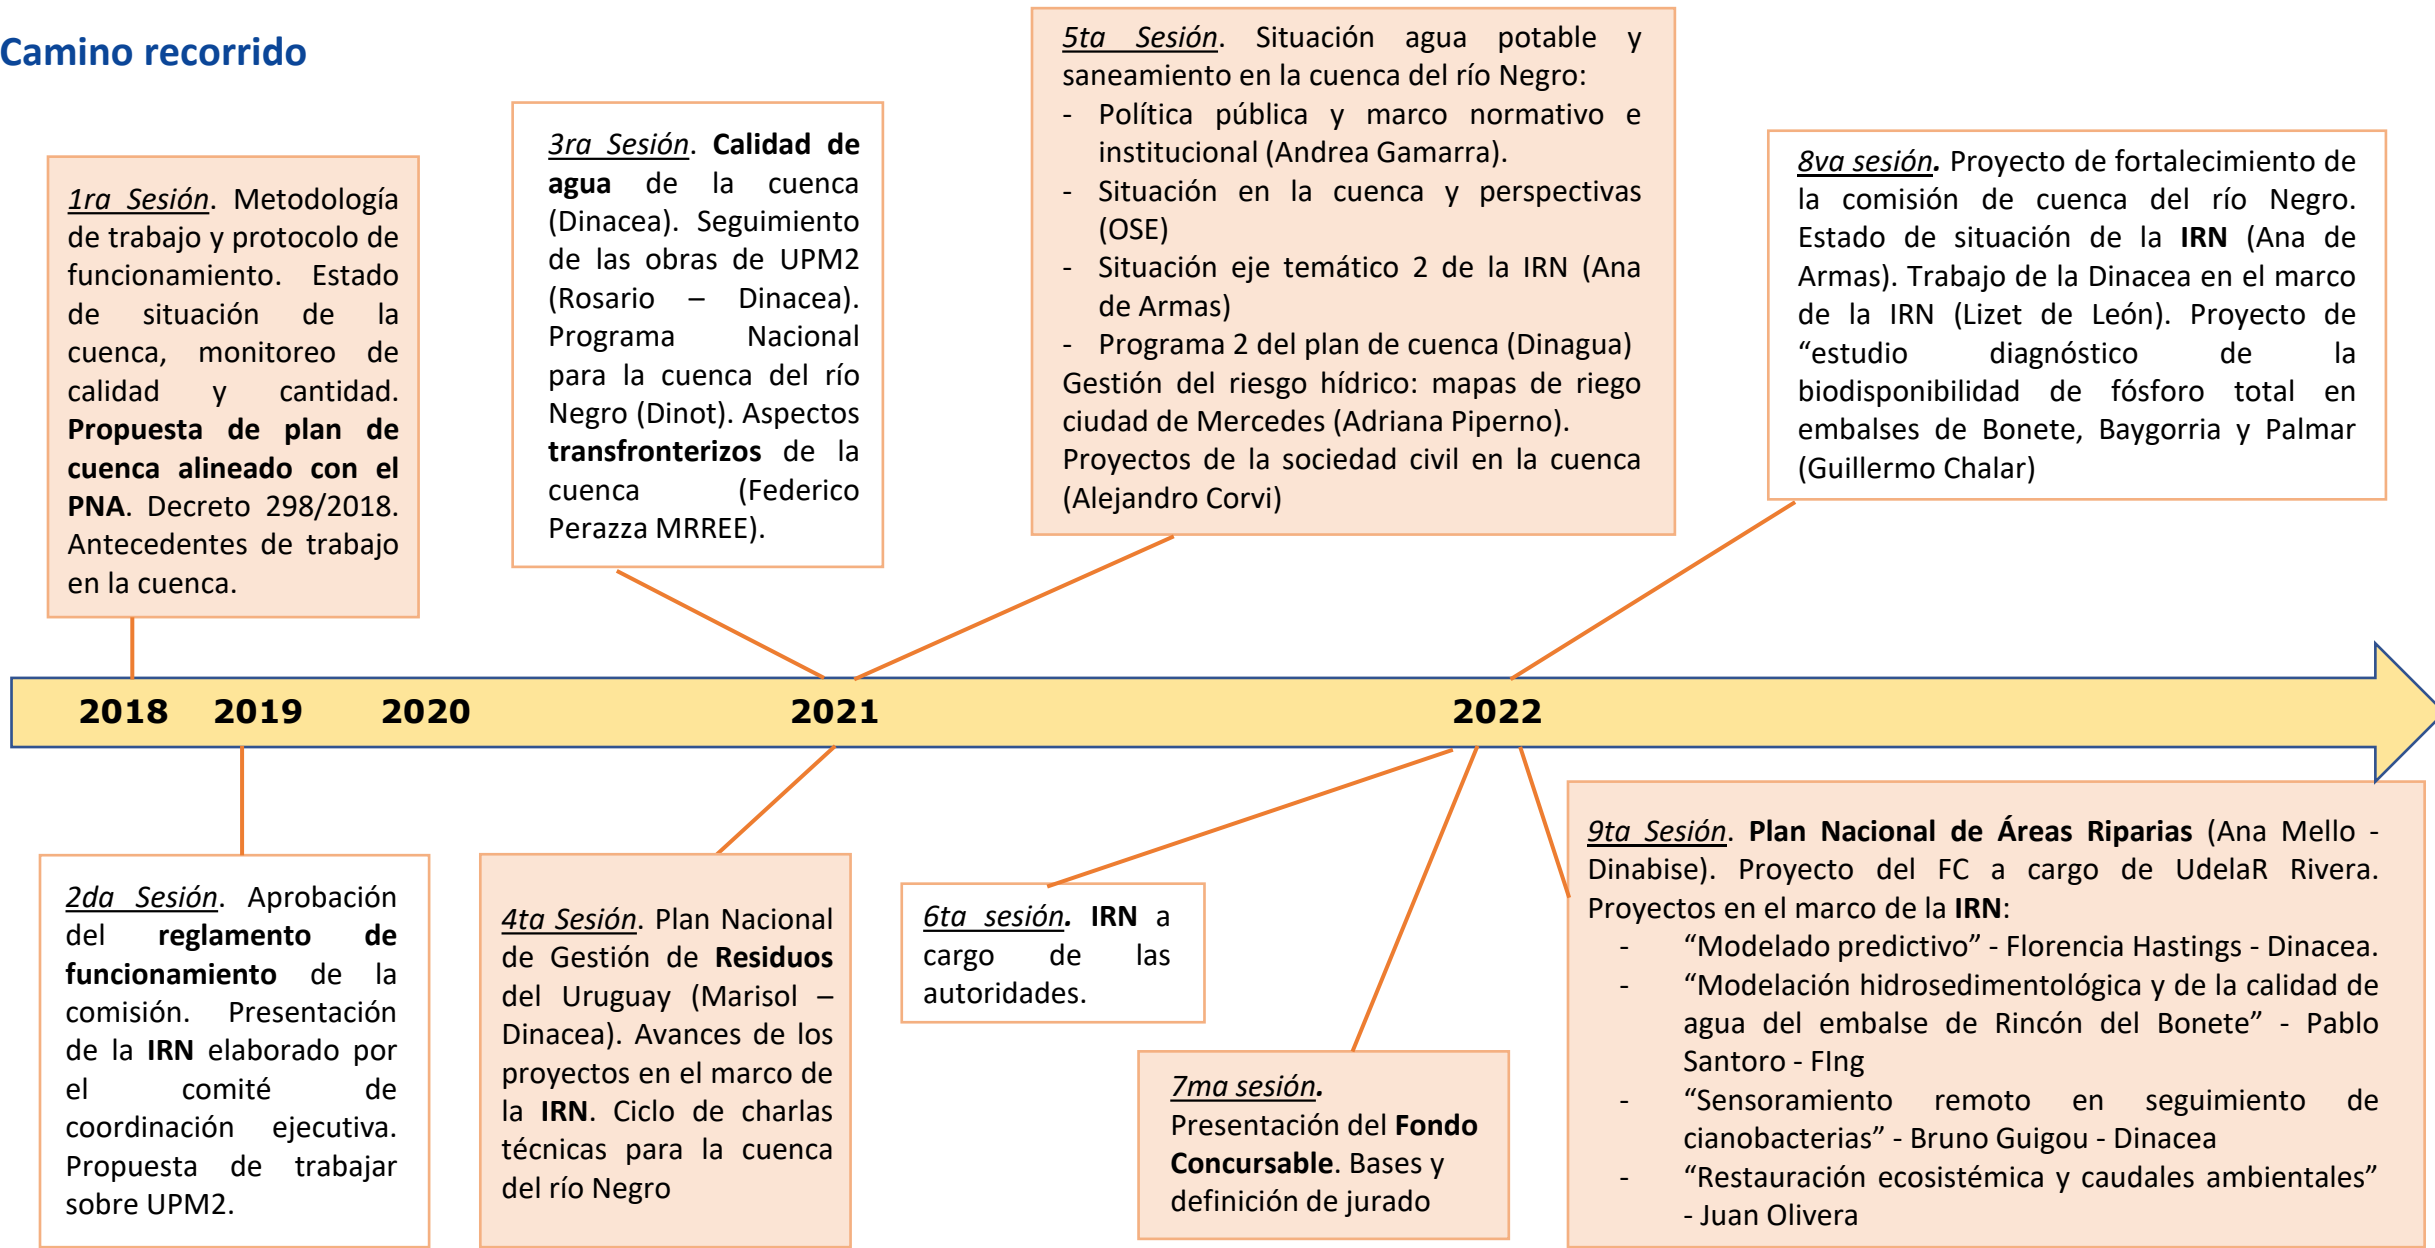 Camino recorrido
1ra Sesión. Metodología
de trabajo y protocolo de
funcionamiento. Estado
de situación de la
cuenca, monitoreo de
calidad y cantidad.
Propuesta de plan de
cuenca alineado con el
PNA. Decreto 298/2018.
Antecedentes de trabajo
en la cuenca.
3ra Sesión. Calidad de
agua de la cuenca
(Dinacea). Seguimiento
de las obras de UPM2
(Rosario – Dinacea).
Programa Nacional
para la cuenca del río
Negro (Dinot). Aspectos
transfronterizos de la
cuenca (Federico
Perazza MRREE).
5ta Sesión. Situación agua potable y
saneamiento en la cuenca del río Negro:
- Política pública y marco normativo e
institucional (Andrea Gamarra).
- Situación en la cuenca y perspectivas
(OSE)
- Situación eje temático 2 de la IRN (Ana
de Armas)
- Programa 2 del plan de cuenca (Dinagua)
Gestión del riesgo hídrico: mapas de riego
ciudad de Mercedes (Adriana Piperno).
Proyectos de la sociedad civil en la cuenca
(Alejandro Corvi)
8va sesión. Proyecto de fortalecimiento de
la comisión de cuenca del río Negro.
Estado de situación de la IRN (Ana de
Armas). Trabajo de la Dinacea en el marco
de la IRN (Lizet de León). Proyecto de
“estudio diagnóstico de la
biodisponibilidad de fósforo total en
embalses de Bonete, Baygorria y Palmar
(Guillermo Chalar)
2018 2019 2020 2021 2022
2da Sesión. Aprobación
del reglamento de
funcionamiento de la
comisión. Presentación
de la IRN elaborado por
el comité de
coordinación ejecutiva.
Propuesta de trabajar
sobre UPM2.
4ta Sesión. Plan Nacional
de Gestión de Residuos
del Uruguay (Marisol –
Dinacea). Avances de los
proyectos en el marco de
la IRN. Ciclo de charlas
técnicas para la cuenca
del río Negro
6ta sesión. IRN a
cargo de las
autoridades.
7ma sesión.
Presentación del Fondo
Concursable. Bases y
definición de jurado
9ta Sesión. Plan Nacional de Áreas Riparias (Ana Mello -
Dinabise). Proyecto del FC a cargo de UdelaR Rivera.
Proyectos en el marco de la IRN:
- “Modelado predictivo” - Florencia Hastings - Dinacea.
- “Modelación hidrosedimentológica y de la calidad de
agua del embalse de Rincón del Bonete” - Pablo
Santoro - FIng
- “Sensoramiento remoto en seguimiento de
cianobacterias” - Bruno Guigou - Dinacea
- “Restauración ecosistémica y caudales ambientales”
- Juan Olivera